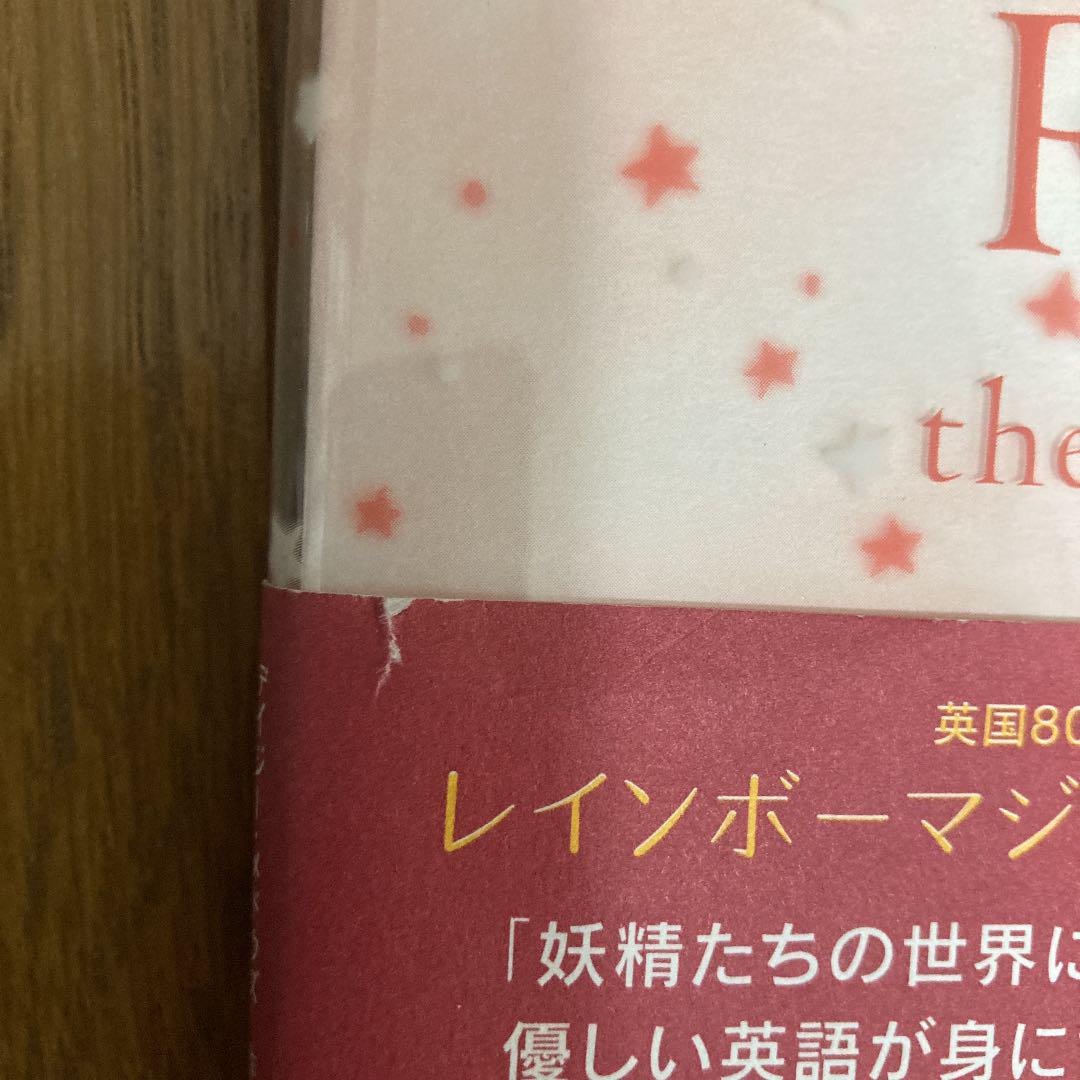 R
the
英国80
レインボーマジ
「妖精たちの世界に
優しい英語が身に